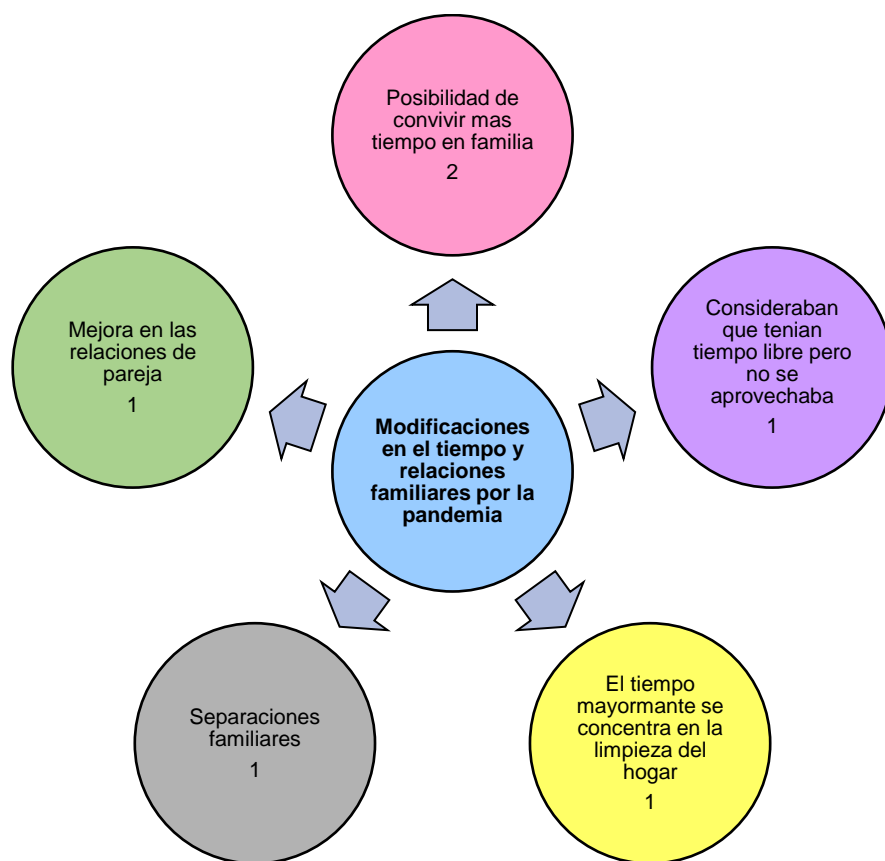 Posibilidad de
convivir mas
tiempo en familia
2
Consideraban
que tenian
tiempo libre pero
no se
aprovechaba
1
Mejora en las
relaciones de
pareja
1
Modificaciones
en el tiempo y
relaciones
familiares por la
pandemia
El tiempo
mayormante se
concentra en la
limpieza del
hogar
1
Separaciones
familiares
1